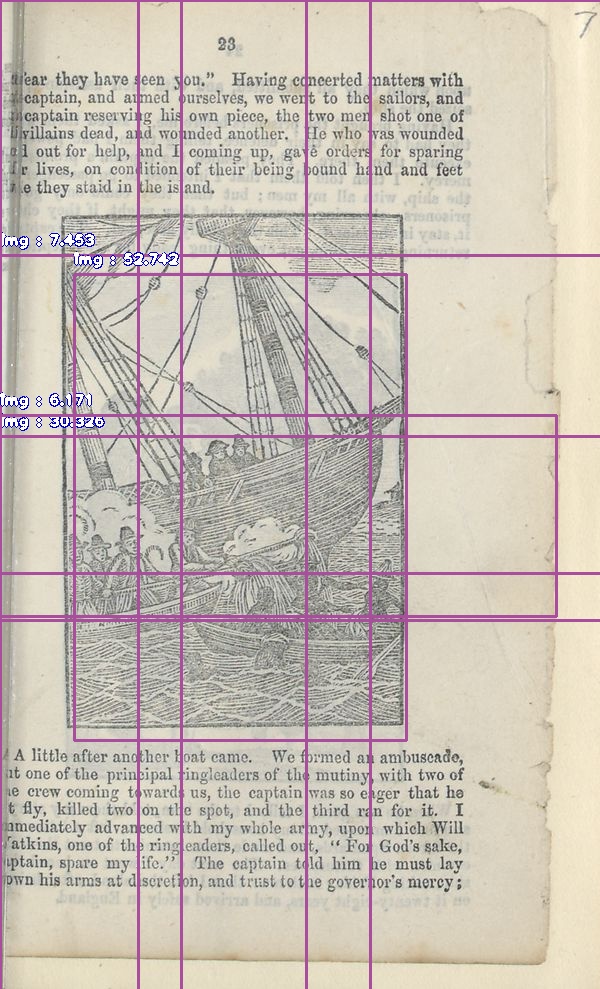 23
7
fear they have seen you.” Having concerted matters with
captain, and armed ourselves, we went to the sailors, and
captain reserving his own piece, the two men shot one of
villains dead, and wounded another. He who was wounded
out for help, and I coming up, gave orders for sparing
lives, on condition of their being bound hand and feet
they staid in the island.
img : 7.453
img : 52.742
img : 6.171
img : 30.326
A little after another boat came. We formed an ambuscade,
one of the principal ringleaders of the mutiny, with two of
crew coming towards us, the captain was so eager that he
fly, killed two on the spot, and the third ran for it. I
immediately advanced with my whole army, upon which Will
atkins, one of the ringleaders, called out, “ For God's sake,
captain, spare my life.” The captain told him he must lay
own his arms at discretion, and trust to the governor's mercy;